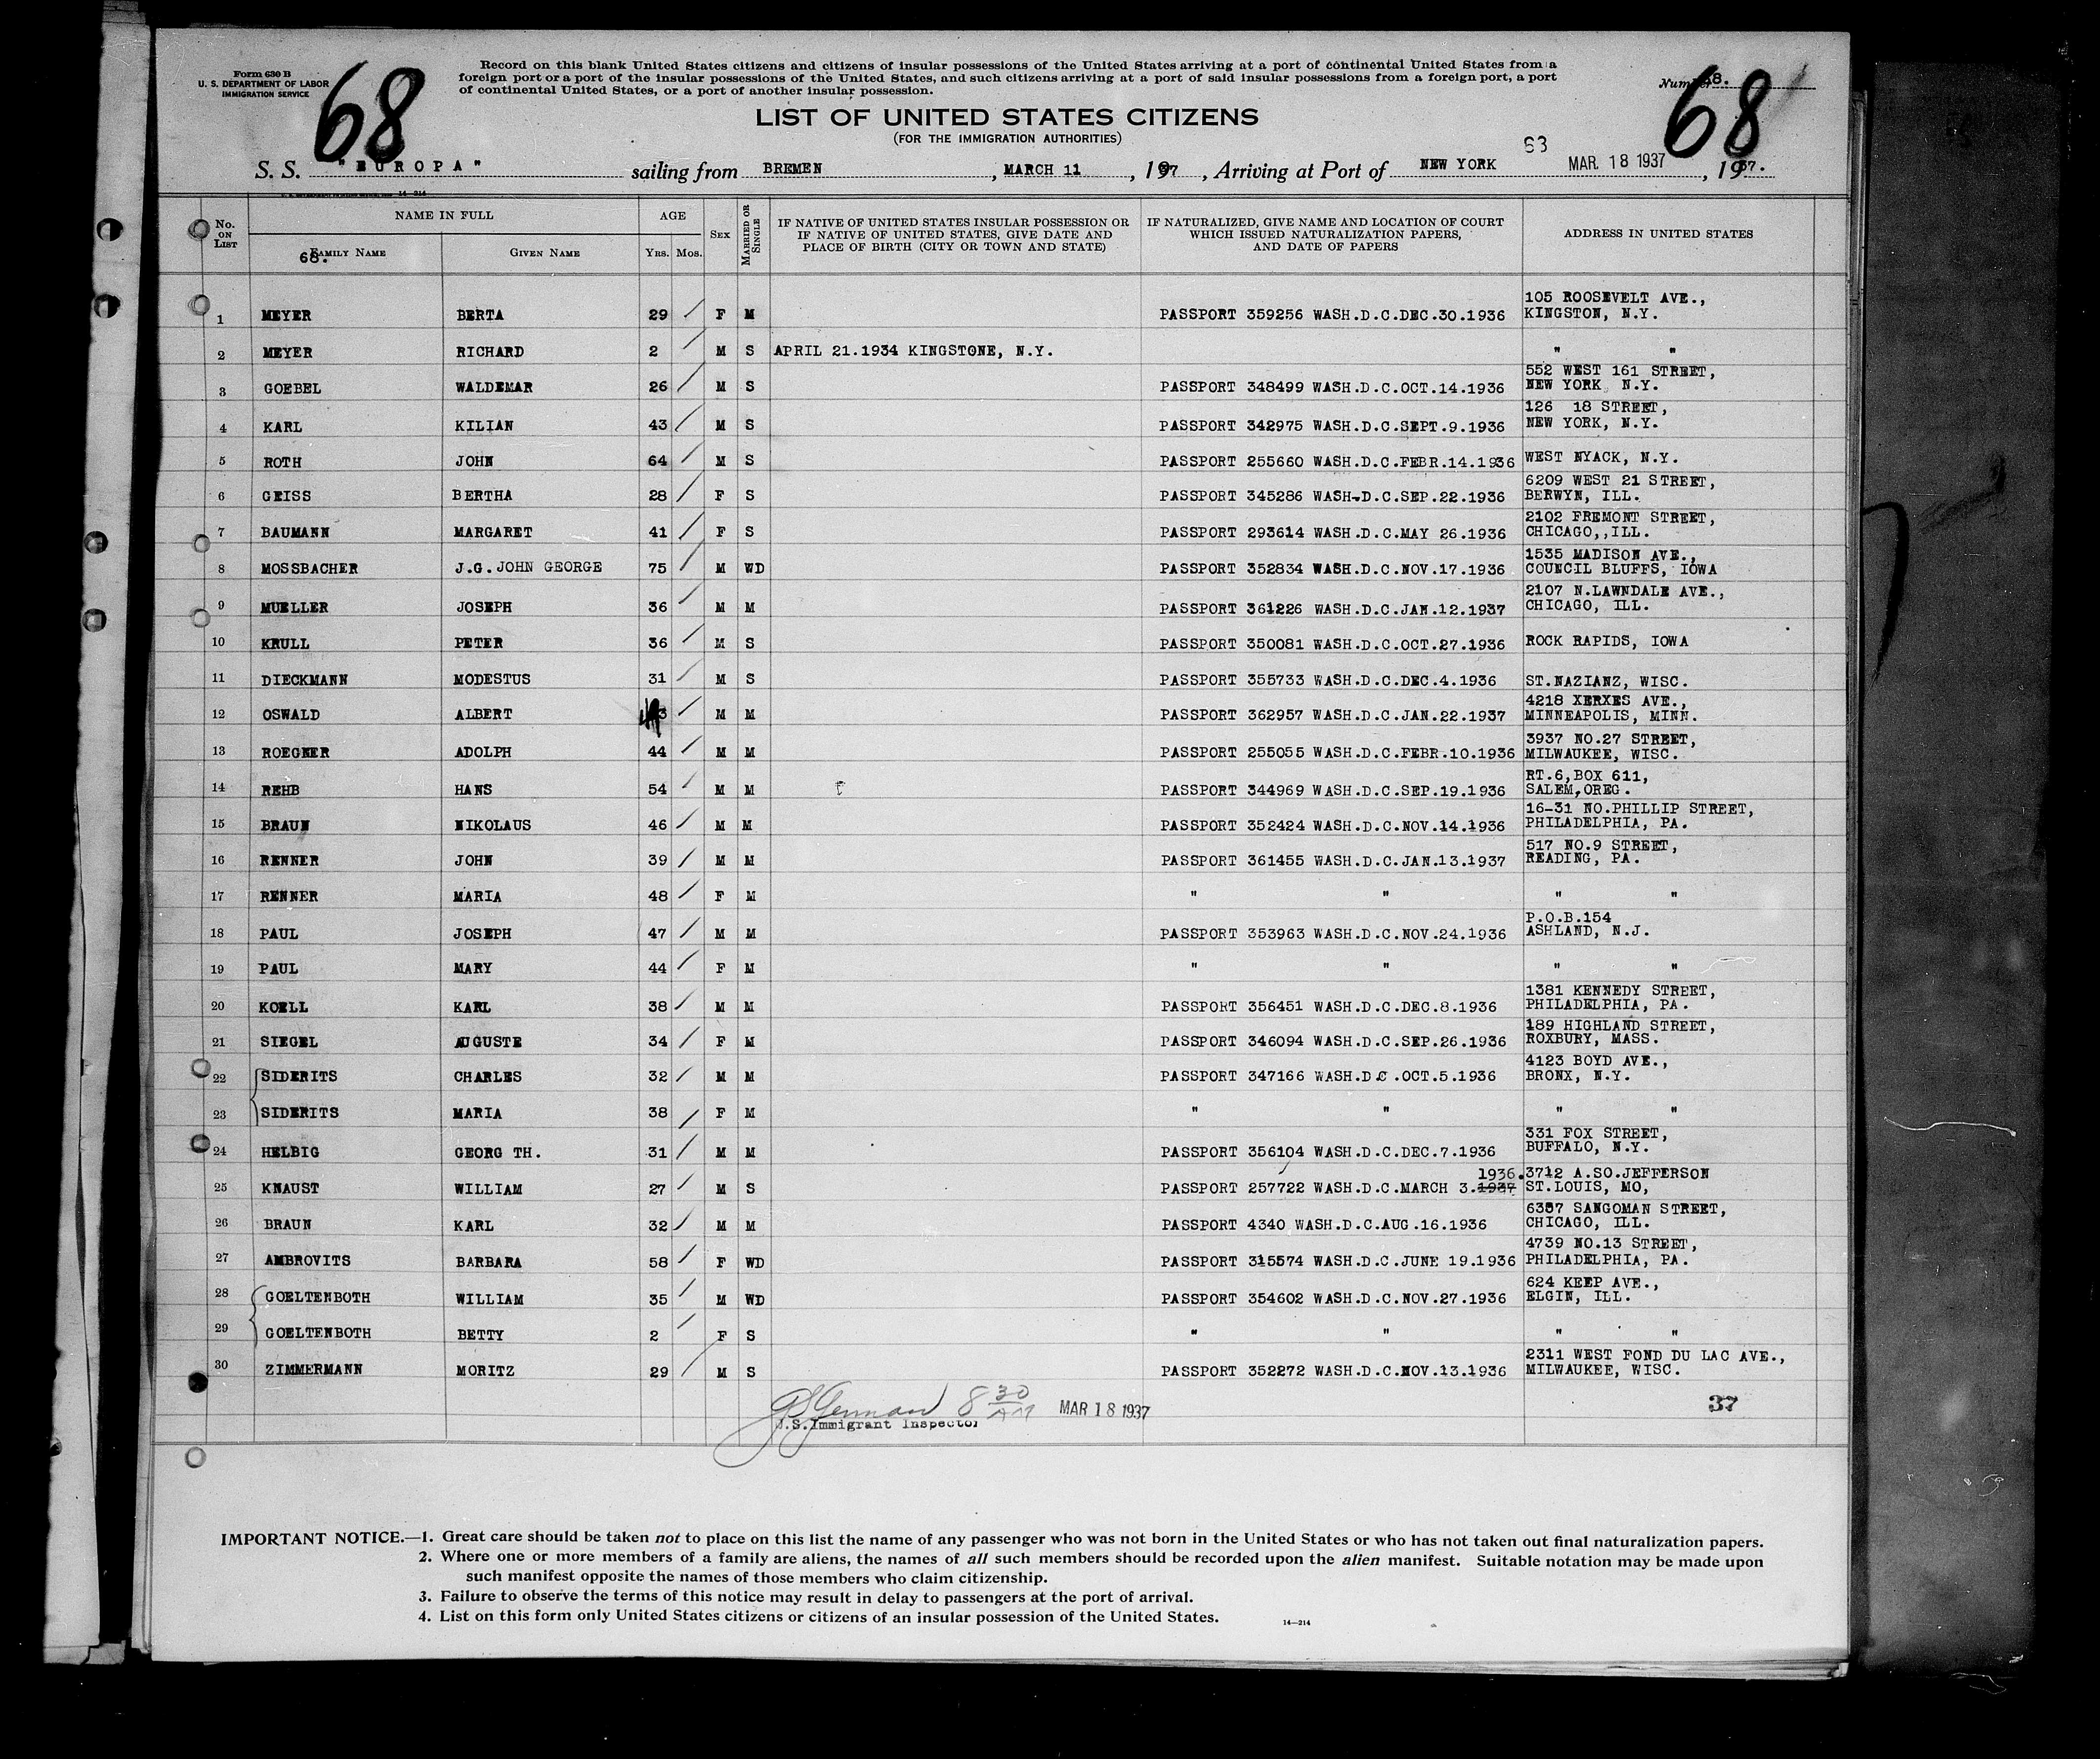 Form 630 B
U. S. DEPARTMENT OF LABOR
IMMIGRATION SERVICE
68
Record on this blank United States citizens and citizens of insular possessions of the United States arriving at a port of continental United States from a
foreign port or a port of the insular possessions of the United States, and such citizens arriving at a port of said insular possessions from a foreign port, a port
of continental United States, or a port of another insular possession.
68
LIST OF UNITED STATES CITIZENS
(FOR THE IMMIGRATION AUTHORITIES)
S. S. "EUROPA" sailing from BREMEN, MARCH 11, 1937, Arriving at Port of NEW YORK 63 MAR. 18 1937, 1937.
14—214
No. ON LIST
NAME IN FULL
68. FAMILY NAME GIVEN NAME
AGE
YRS. MOS.
SEX
MARRIED OR SINGLE
IF NATIVE OF UNITED STATES INSULAR POSSESSION OR
IF NATIVE OF UNITED STATES, GIVE DATE AND
PLACE OF BIRTH (CITY OR TOWN AND STATE)
IF NATURALIZED, GIVE NAME AND LOCATION OF COURT
WHICH ISSUED NATURALIZATION PAPERS,
AND DATE OF PAPERS
ADDRESS IN UNITED STATES
105 ROOSEVELT AVE.,
1 MEYER BERTA 29 F M PASSPORT 359256 WASH.D.C.DEC.30.1936 KINGSTON, N.Y.
2 MEYER RICHARD 2 M S APRIL 21.1934 KINGSTONE, N.Y. " "
552 WEST 161 STREET,
3 GOEBEL WALDEMAR 26 M S PASSPORT 348499 WASH.D.C.OCT.14.1936 NEW YORK N.Y.
126 18 STREET,
4 KARL KILIAN 43 M S PASSPORT 342975 WASH.D.C.SEPT.9.1936 NEW YORK, N.Y.
5 ROTH JOHN 64 M S PASSPORT 255660 WASH.D.C.FEBR.14.1936 WEST NYACK, N.Y.
6209 WEST 21 STREET,
6 GEISS BERTHA 28 F S PASSPORT 345286 WASH-D.C.SEP.22.1936 BERWYN, ILL.
2102 FREMONT STREET,
7 BAUMANN MARGARET 41 F S PASSPORT 293614 WASH.D.C.MAY 26.1936 CHICAGO,,ILL.
1535 MADISON AVE.,
8 MOSSBACHER J.G.JOHN GEORGE 75 M WD PASSPORT 352834 WASH.D.C.NOV.17.1936 COUNCIL BLUFFS, IOWA
2107 N.LAWNDALE AVE.,
9 MUELLER JOSEPH 36 M M PASSPORT 361226 WASH.D.C.JAN.12.1937 CHICAGO, ILL.
10 KRULL PETER 36 M S PASSPORT 350081 WASH.D.C.OCT.27.1936 ROCK RAPIDS, IOWA
11 DIECKMANN MODESTUS 31 M S PASSPORT 355733 WASH.D.C.DEC.4.1936 ST.NAZIANZ, WISC.
4218 XERXES AVE.,
12 OSWALD ALBERT M M PASSPORT 362957 WASH.D.C.JAN.22.1937 MINNEAPOLIS, MINN.
3937 NO.27 STREET,
13 ROEGNER ADOLPH 44 M M PASSPORT 255055 WASH.D.C.FEBR.10.1936 MILWAUKEE, WISC.
RT.6,BOX 611,
14 REHB HANS 54 M M PASSPORT 344969 WASH.D.C.SEP.19.1936 SALEM,OREG.
16-31 NO.PHILLIP STREET,
15 BRAUN NIKOLAUS 46 M M PASSPORT 352424 WASH.D.C.NOV.14.1936 PHILADELPHIA, PA.
517 NO.9 STREET,
16 RENNER JOHN 39 M M PASSPORT 361455 WASH.D.C.JAN.13.1937 READING, PA.
17 RENNER MARIA 48 F M " " " "
P.O.B.154
18 PAUL JOSEPH 47 M M PASSPORT 353963 WASH.D.C.NOV.24.1936 ASHLAND, N.J.
19 PAUL MARY 44 F M " " " "
1381 KENNEDY STREET,
20 KOELL KARL 38 M M PASSPORT 356451 WASH.D.C.DEC.8.1936 PHILADELPHIA, PA.
189 HIGHLAND STREET,
21 SIEGEL AUGUSTE 34 F M PASSPORT 346094 WASH.D.C.SEP.26.1936 ROXBURY, MASS.
4123 BOYD AVE.,
22 SIDERITS CHARLES 32 M M PASSPORT 347166 WASH.D.C.OCT.5.1936 BRONX, N.Y.
23 SIDERITS MARIA 38 F M " " " "
331 FOX STREET,
24 HELBIG GEORG TH. 31 M M PASSPORT 356104 WASH.D.C.DEC.7.1936 BUFFALO, N.Y.
1936. 3712 A.SO.JEFFERSON
25 KNAUST WILLIAM 27 M S PASSPORT 257722 WASH.D.C.MARCH 3.1937 ST.LOUIS, MO,
6357 SANGOMAN STREET,
26 BRAUN KARL 32 M M PASSPORT 4340 WASH.D.C.AUG.16.1936 CHICAGO, ILL.
4739 NO.13 STREET,
27 AMBROVITS BARBARA 58 F WD PASSPORT 315574 WASH.D.C.JUNE 19.1936 PHILADELPHIA, PA.
624 KEEP AVE.,
28 GOELTENBOTH WILLIAM 35 M WD PASSPORT 354602 WASH.D.C.NOV.27.1936 ELGIN, ILL.
29 GOELTENBOTH BETTY 2 F S " " " "
2311 WEST FOND DU LAC AVE.,
30 ZIMMERMANN MORITZ 29 M S PASSPORT 352272 WASH.D.C.NOV.13.1936 MILWAUKEE, WISC.
8 30 AM MAR 18 1937 37
U.S.Immigrant Inspector
IMPORTANT NOTICE.—1. Great care should be taken not to place on this list the name of any passenger who was not born in the United States or who has not taken out final naturalization papers.
2. Where one or more members of a family are aliens, the names of all such members should be recorded upon the alien manifest. Suitable notation may be made upon
such manifest opposite the names of those members who claim citizenship.
3. Failure to observe the terms of this notice may result in delay to passengers at the port of arrival.
4. List on this form only United States citizens or citizens of an insular possession of the United States.
14—214